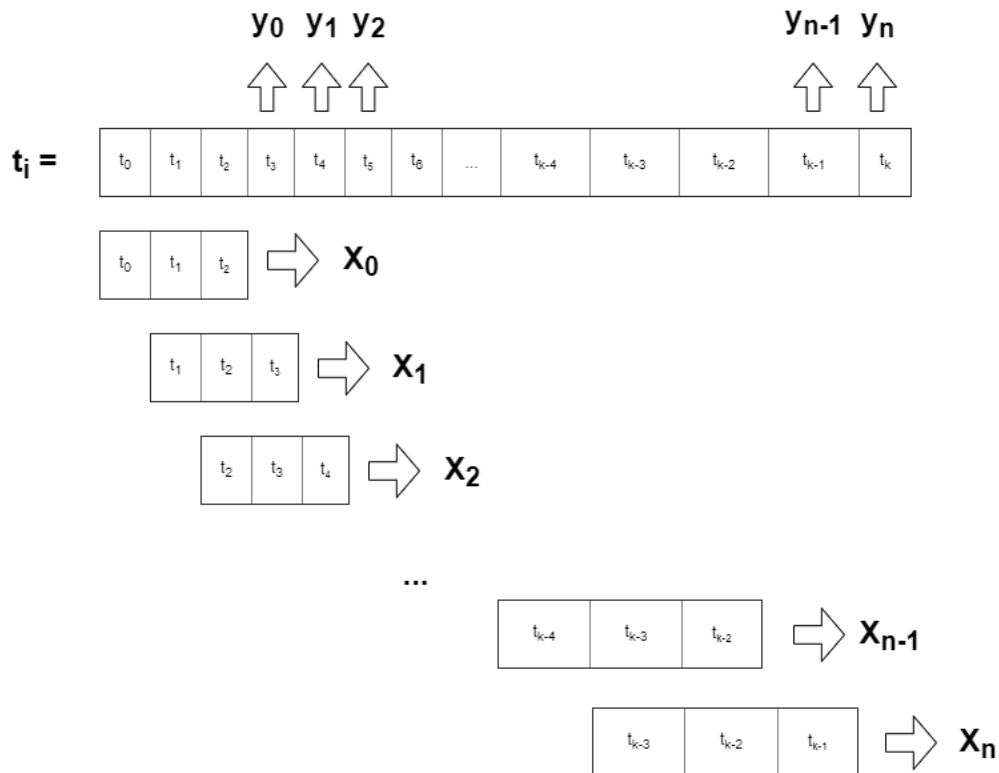 y₀ y₁ y₂ yₙ₋₁ yₙ
tᵢ = t₀ t₁ t₂ t₃ t₄ t₅ t₆ ... tₖ₋₄ tₖ₋₃ tₖ₋₂ tₖ₋₁ tₖ
t₀ t₁ t₂ X₀
t₁ t₂ t₃ X₁
t₂ t₃ t₄ X₂
...
tₖ₋₄ tₖ₋₃ tₖ₋₂ Xₙ₋₁
tₖ₋₃ tₖ₋₂ tₖ₋₁ Xₙ